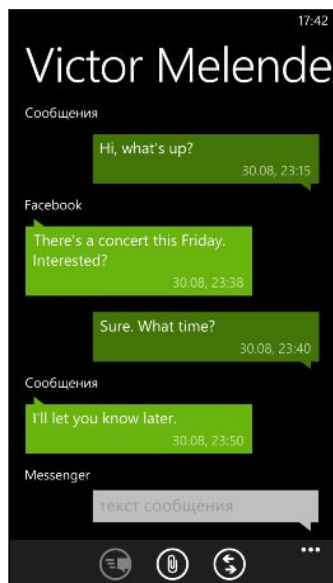 17:42
Victor Melende
Сообщения
Hi, what's up?
30.08, 23:15
Facebook
There's a concert this Friday.
Interested?
30.08, 23:38
Sure. What time?
30.08, 23:40
Сообщения
I'll let you know later.
30.08, 23:50
Messenger
текст сообщения